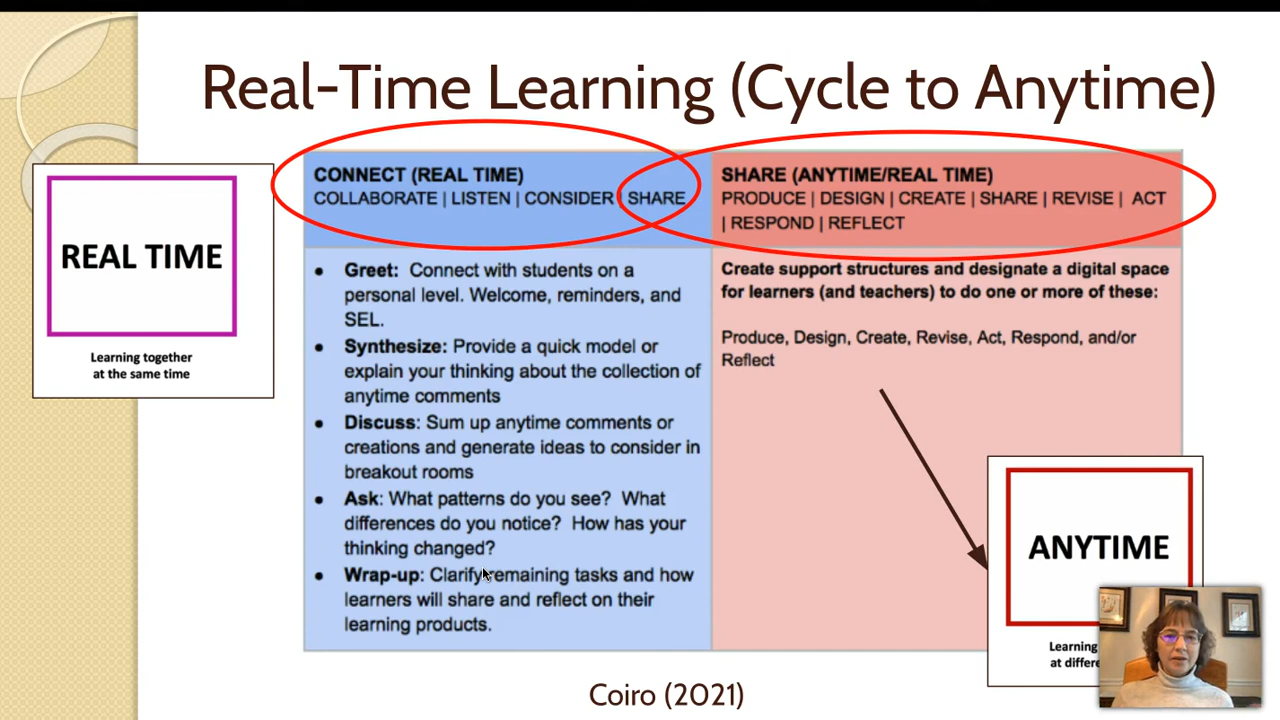 Real-Time Learning (Cycle to Anytime)
REAL TIME
Learning together
at the same time
CONNECT (REAL TIME)
COLLABORATE | LISTEN | CONSIDER | SHARE
● Greet: Connect with students on a
personal level. Welcome, reminders, and
SEL.
● Synthesize: Provide a quick model or
explain your thinking about the collection of
anytime comments
● Discuss: Sum up anytime comments or
creations and generate ideas to consider in
breakout rooms
● Ask: What patterns do you see? What
differences do you notice? How has your
thinking changed?
● Wrap-up: Clarify remaining tasks and how
learners will share and reflect on their
learning products.
SHARE (ANYTIME/REAL TIME)
PRODUCE | DESIGN | CREATE | SHARE | REVISE | ACT
| RESPOND | REFLECT
Create support structures and designate a digital space
for learners (and teachers) to do one or more of these:
Produce, Design, Create, Revise, Act, Respond, and/or
Reflect
ANYTIME
Learning
at
Coiro (2021)